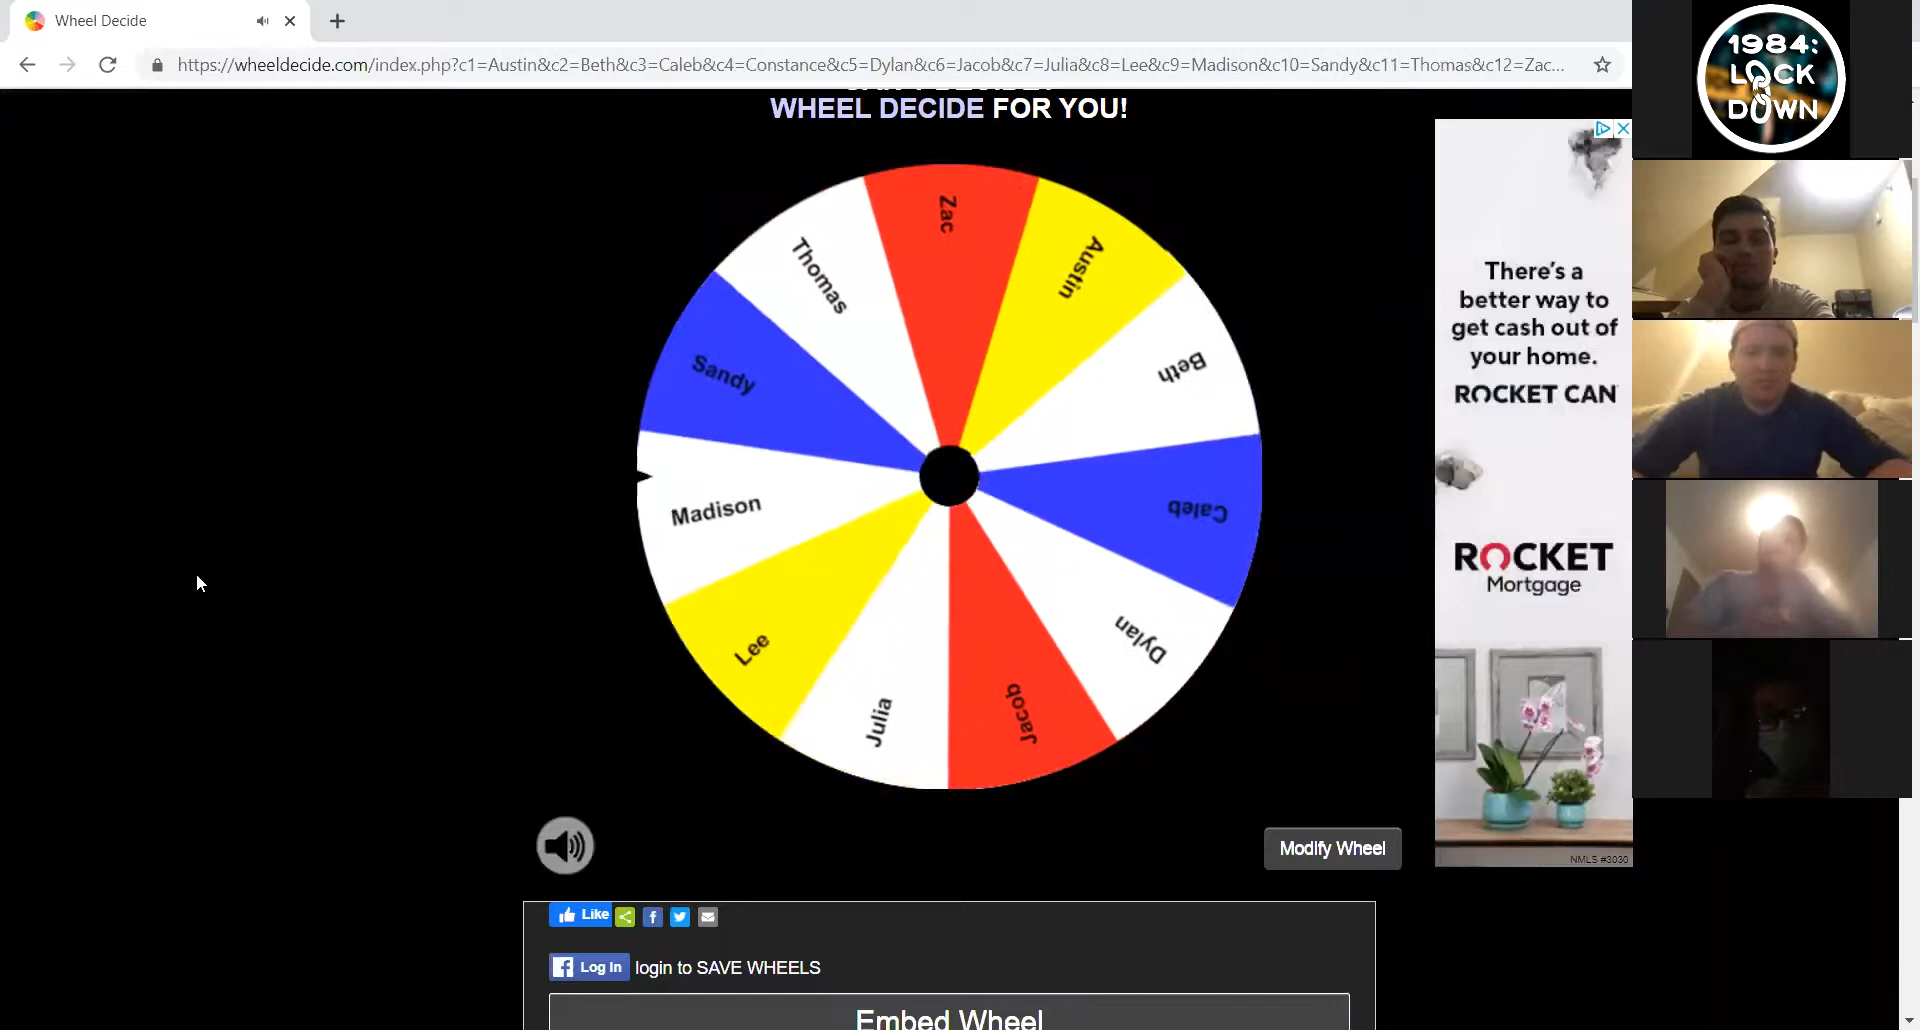 Wheel Decide
https://wheeldecide.com/index.php?c1=Austin&c2=Beth&c3=Caleb&c4=Constance&c5=Dylan&c6=Jacob&c7=Julia&c8=Lee&c9=Madison&c10=Sandy&c11=Thomas&c12=Zac...
WHEEL DECIDE FOR YOU!
Zac
Austin
Beth
Caleb
Dylan
Jacob
Julia
Lee
Madison
Sandy
Thomas
Modify Wheel
Like
Log In login to SAVE WHEELS
Embed Wheel
There's a
better way to
get cash out of
your home.
ROCKET CAN
ROCKET
Mortgage
NMLS #3030
1984:
LOCK
DOWN